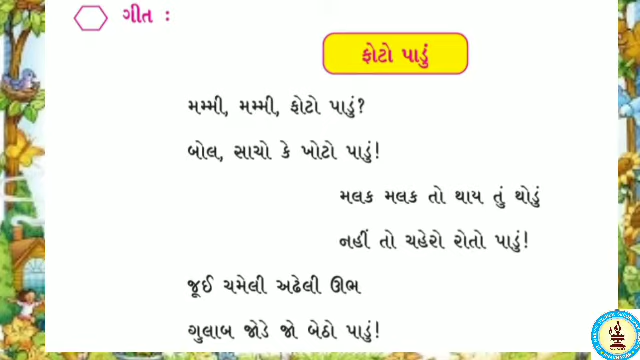 ગીત :
ફોટો પાડું
મમ્મી, મમ્મી, ફોટો પાડું?
બોલ, સાચો કે ખોટો પાડું!
મલક મલક તો થાય તું થોડું
નહીં તો ચહેરો રોતો પાડું!
જૂઈ ચમેલી અઢેલી ઊભ
ગુલાબ જોડે જો બેઠો પાડું!